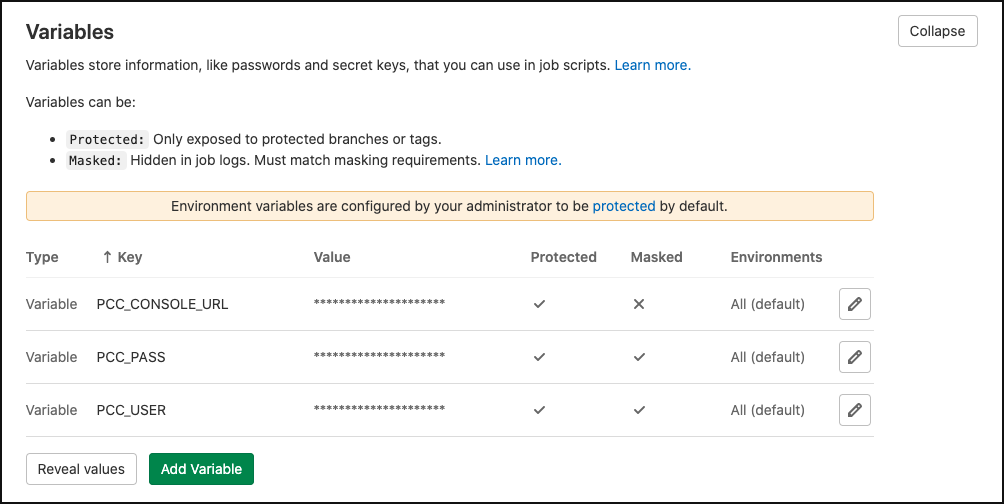 Variables
Collapse
Variables store information, like passwords and secret keys, that you can use in job scripts. Learn more.
Variables can be:
• Protected: Only exposed to protected branches or tags.
• Masked: Hidden in job logs. Must match masking requirements. Learn more.
Environment variables are configured by your administrator to be protected by default.
Type ↑ Key Value Protected Masked Environments
Variable PCC_CONSOLE_URL ********************* ✓ ✕ All (default)
Variable PCC_PASS ********************* ✓ ✓ All (default)
Variable PCC_USER ********************* ✓ ✓ All (default)
Reveal values Add Variable